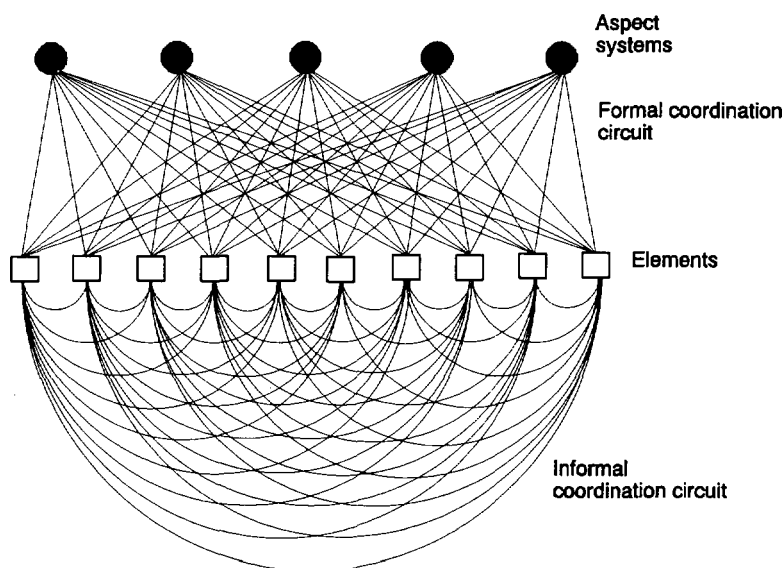 Aspect
systems
Formal coordination
circuit
Elements
Informal
coordination circuit